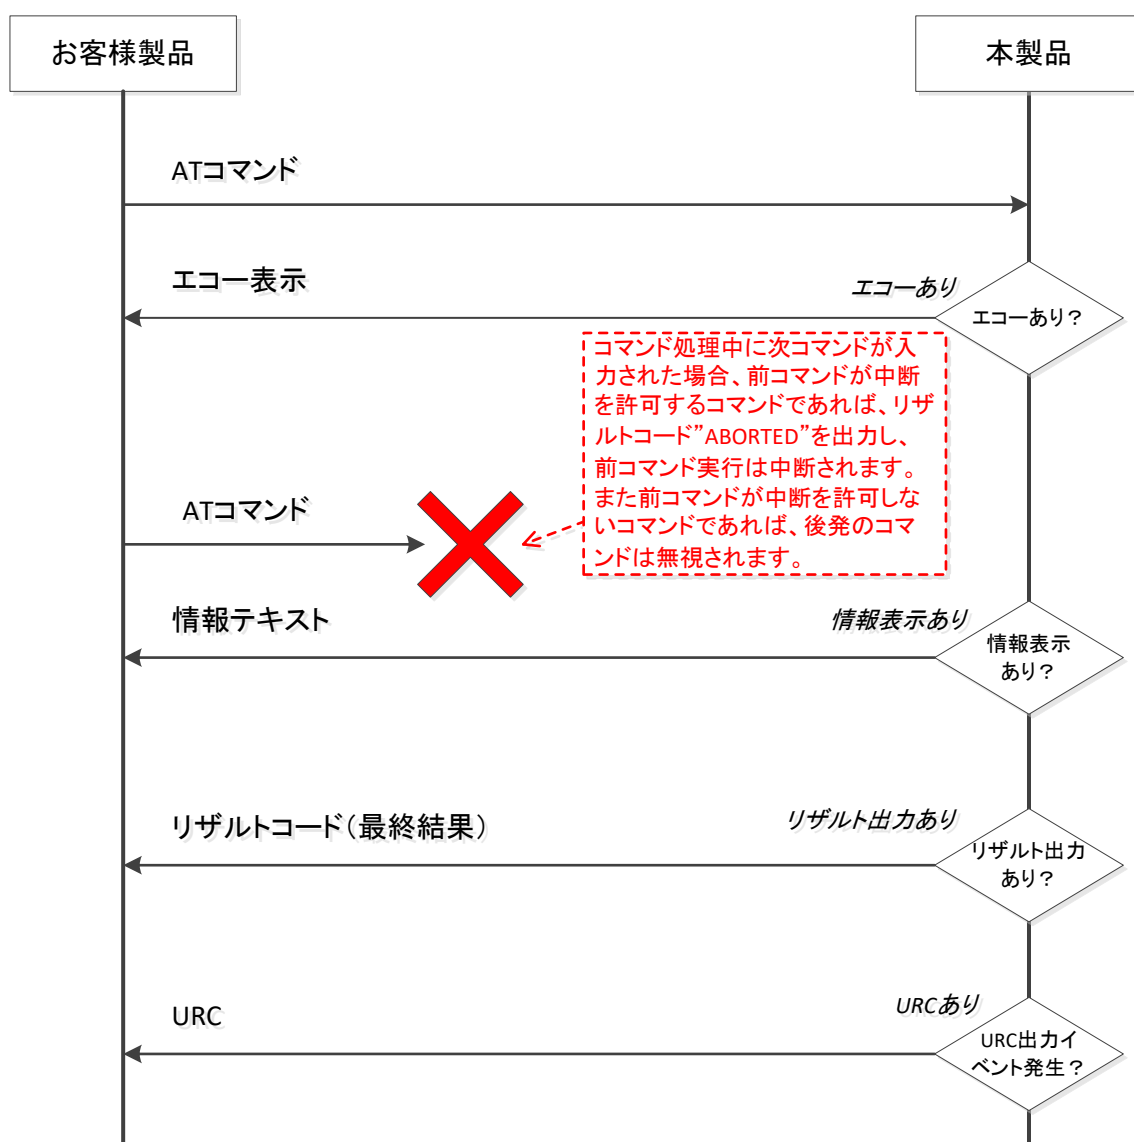 お客様製品
本製品
ATコマンド
エコー表示
エコーあり
エコーあり？
コマンド処理中に次コマンドが入
力された場合、前コマンドが中断
を許可するコマンドであれば、リザ
ルトコード”ABORTED”を出力し、
前コマンド実行は中断されます。
また前コマンドが中断を許可しな
いコマンドであれば、後発のコマ
ンドは無視されます。
ATコマンド
情報テキスト
情報表示あり
情報表示
あり？
リザルトコード（最終結果）
リザルト出力あり
リザルト出力
あり？
URC
URCあり
URC出力イ
ベント発生？